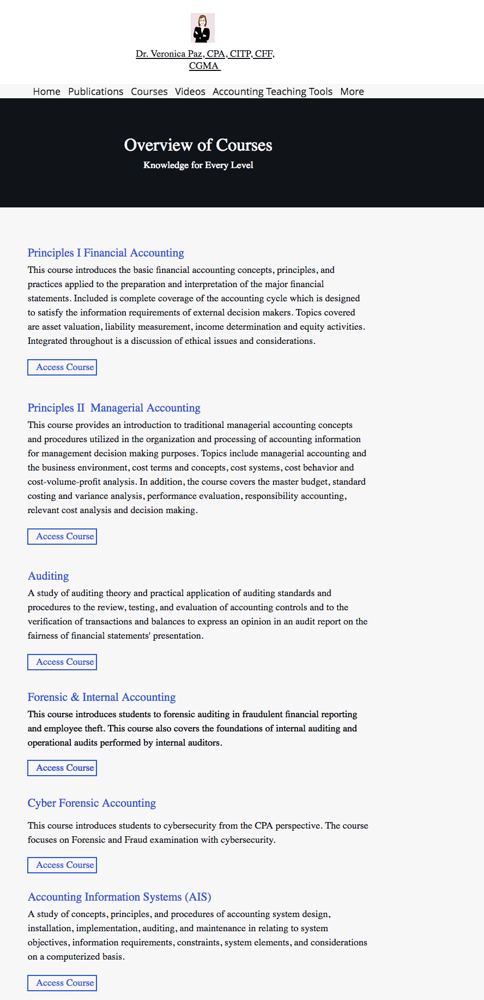 Dr. Veronica Paz, CPA, CITP, CFF,
CGMA
Home Publications Courses Videos Accounting Teaching Tools More
Overview of Courses
Knowledge for Every Level
Principles I Financial Accounting
This course introduces the basic financial accounting concepts, principles, and
practices applied to the preparation and interpretation of the major financial
statements. Included is complete coverage of the accounting cycle which is designed
to satisfy the information requirements of external decision makers. Topics covered
are asset valuation, liability measurement, income determination and equity activities.
Integrated throughout is a discussion of ethical issues and considerations.
Access Course
Principles II  Managerial Accounting
This course provides an introduction to traditional managerial accounting concepts
and procedures utilized in the organization and processing of accounting information
for management decision making purposes. Topics include managerial accounting and
the business environment, cost terms and concepts, cost systems, cost behavior and
cost-volume-profit analysis. In addition, the course covers the master budget, standard
costing and variance analysis, performance evaluation, responsibility accounting,
relevant cost analysis and decision making.
Access Course
Auditing
A study of auditing theory and practical application of auditing standards and
procedures to the review, testing, and evaluation of accounting controls and to the
verification of transactions and balances to express an opinion in an audit report on the
fairness of financial statements' presentation.
Access Course
Forensic & Internal Accounting
This course introduces students to forensic auditing in fraudulent financial reporting
and employee theft. This course also covers the foundations of internal auditing and
operational audits performed by internal auditors.
Access Course
Cyber Forensic Accounting
This course introduces students to cybersecurity from the CPA perspective. The course
focuses on Forensic and Fraud examination with cybersecurity.
Access Course
Accounting Information Systems (AIS)
A study of concepts, principles, and procedures of accounting system design,
installation, implementation, auditing, and maintenance in relating to system
objectives, information requirements, constraints, system elements, and considerations
on a computerized basis.
Access Course